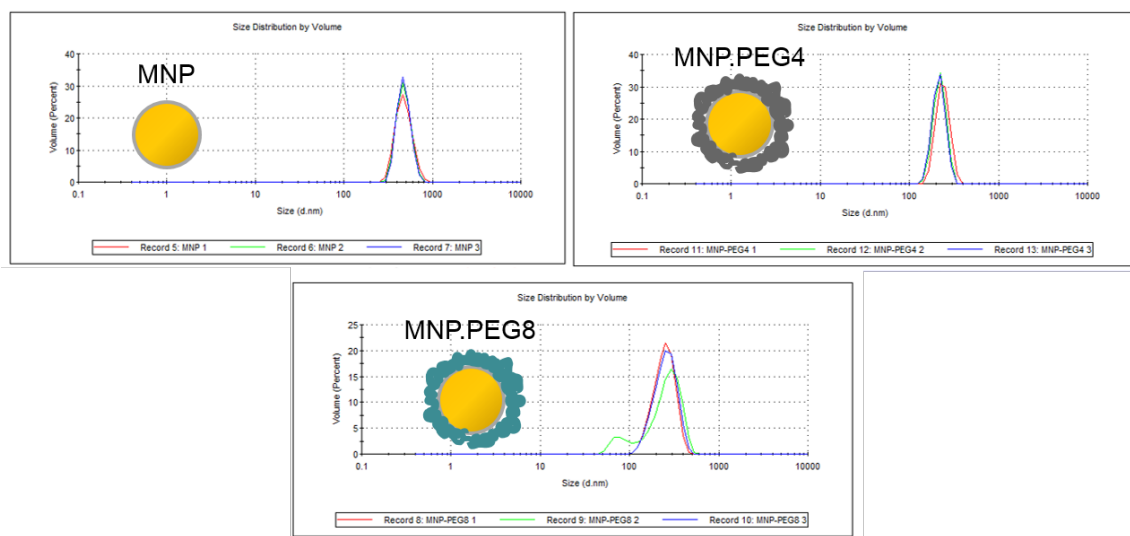 Size Distribution by Volume
40
30
20
10
0
Volume (Percent)
MNP
0.1 1 10 100 1000 10000
Size (d.nm)
Record 5: MNP 1 Record 6: MNP 2 Record 7: MNP 3
Size Distribution by Volume
40
30
20
10
0
Volume (Percent)
MNP.PEG4
0.1 1 10 100 1000 10000
Size (d.nm)
Record 11: MNP-PEG4 1 Record 12: MNP-PEG4 2 Record 13: MNP-PEG4 3
Size Distribution by Volume
25
20
15
10
5
0
Volume (Percent)
MNP.PEG8
0.1 1 10 100 1000 10000
Size (d.nm)
Record 8: MNP-PEG8 1 Record 9: MNP-PEG8 2 Record 10: MNP-PEG8 3